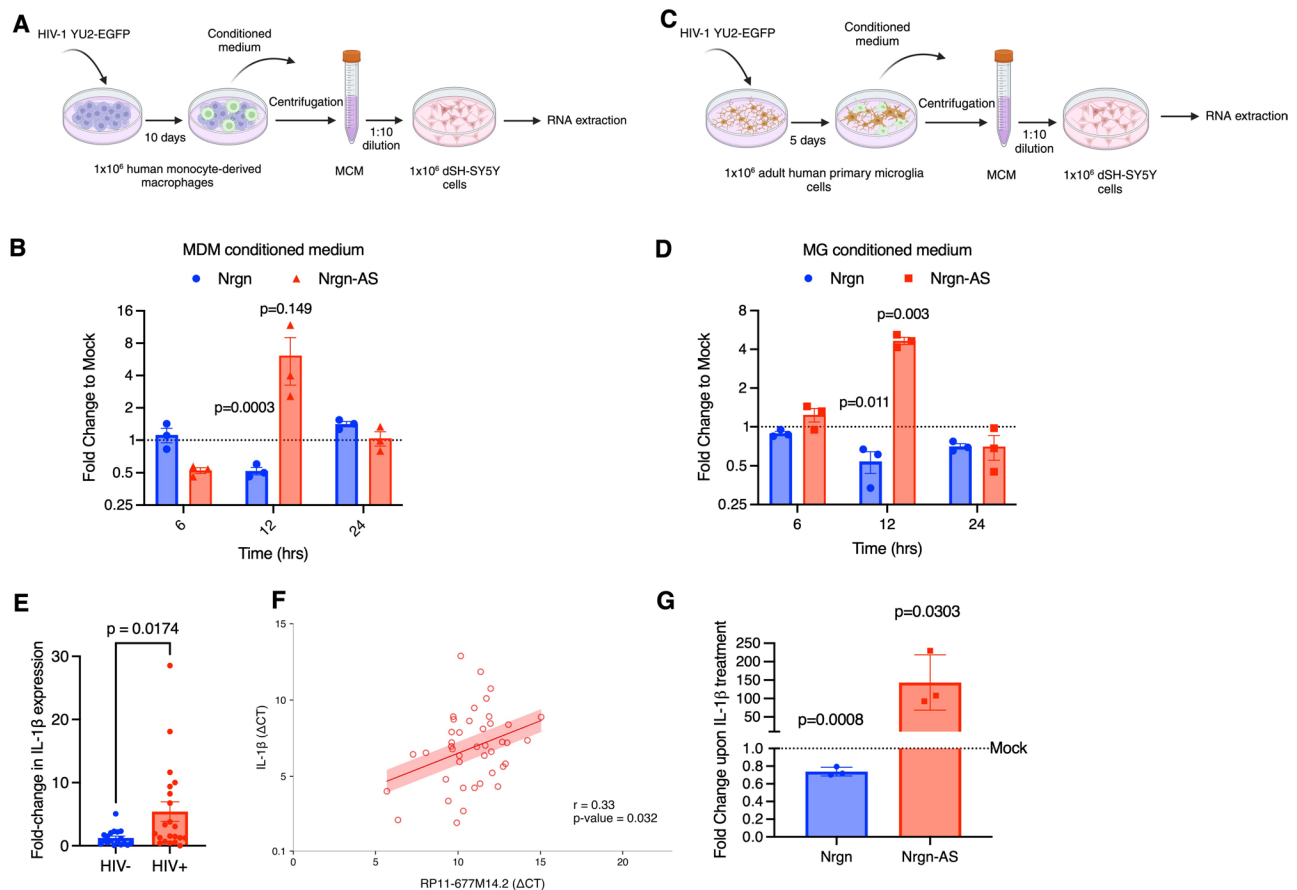 A
HIV-1 YU2-EGFP
Conditioned
medium
Centrifugation
10 days
1:10
dilution
RNA extraction
1x10⁶ human monocyte-derived
macrophages
MCM
1x10⁶ dSH-SY5Y
cells
C
HIV-1 YU2-EGFP
Conditioned
medium
Centrifugation
5 days
1:10
dilution
RNA extraction
1x10⁶ adult human primary microglia
cells
MCM
1x10⁶ dSH-SY5Y
cells
B
MDM conditioned medium
Nrgn
Nrgn-AS
Fold Change to Mock
16
8
4
2
1
0.5
0.25
p=0.149
p=0.0003
6
12
24
Time (hrs)
D
MG conditioned medium
Nrgn
Nrgn-AS
Fold Change to Mock
8
4
2
1
0.5
0.25
p=0.003
p=0.011
6
12
24
Time (hrs)
E
p = 0.0174
Fold-change in IL-1β expression
30
20
10
0
HIV-
HIV+
F
IL-1β (ΔCT)
15
10
5
0.1
r = 0.33
p-value = 0.032
0
5
10
15
20
RP11-677M14.2 (ΔCT)
G
p=0.0303
p=0.0008
Fold Change upon IL-1β treatment
250
200
150
100
50
1.0
0.8
0.6
0.4
0.2
0.0
Mock
Nrgn
Nrgn-AS